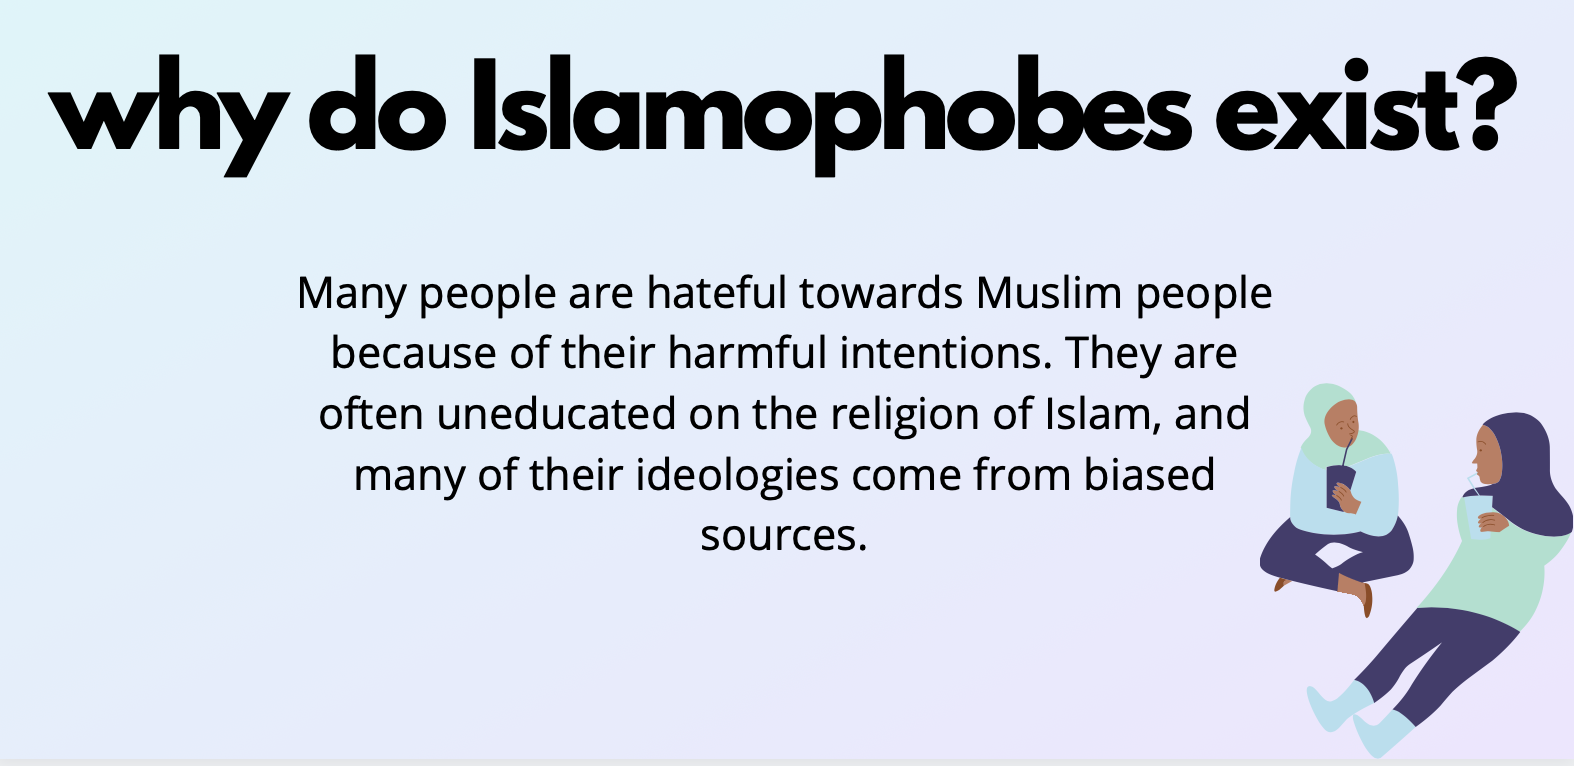 why do Islamophobes exist?
Many people are hateful towards Muslim people
because of their harmful intentions. They are
often uneducated on the religion of Islam, and
many of their ideologies come from biased
sources.